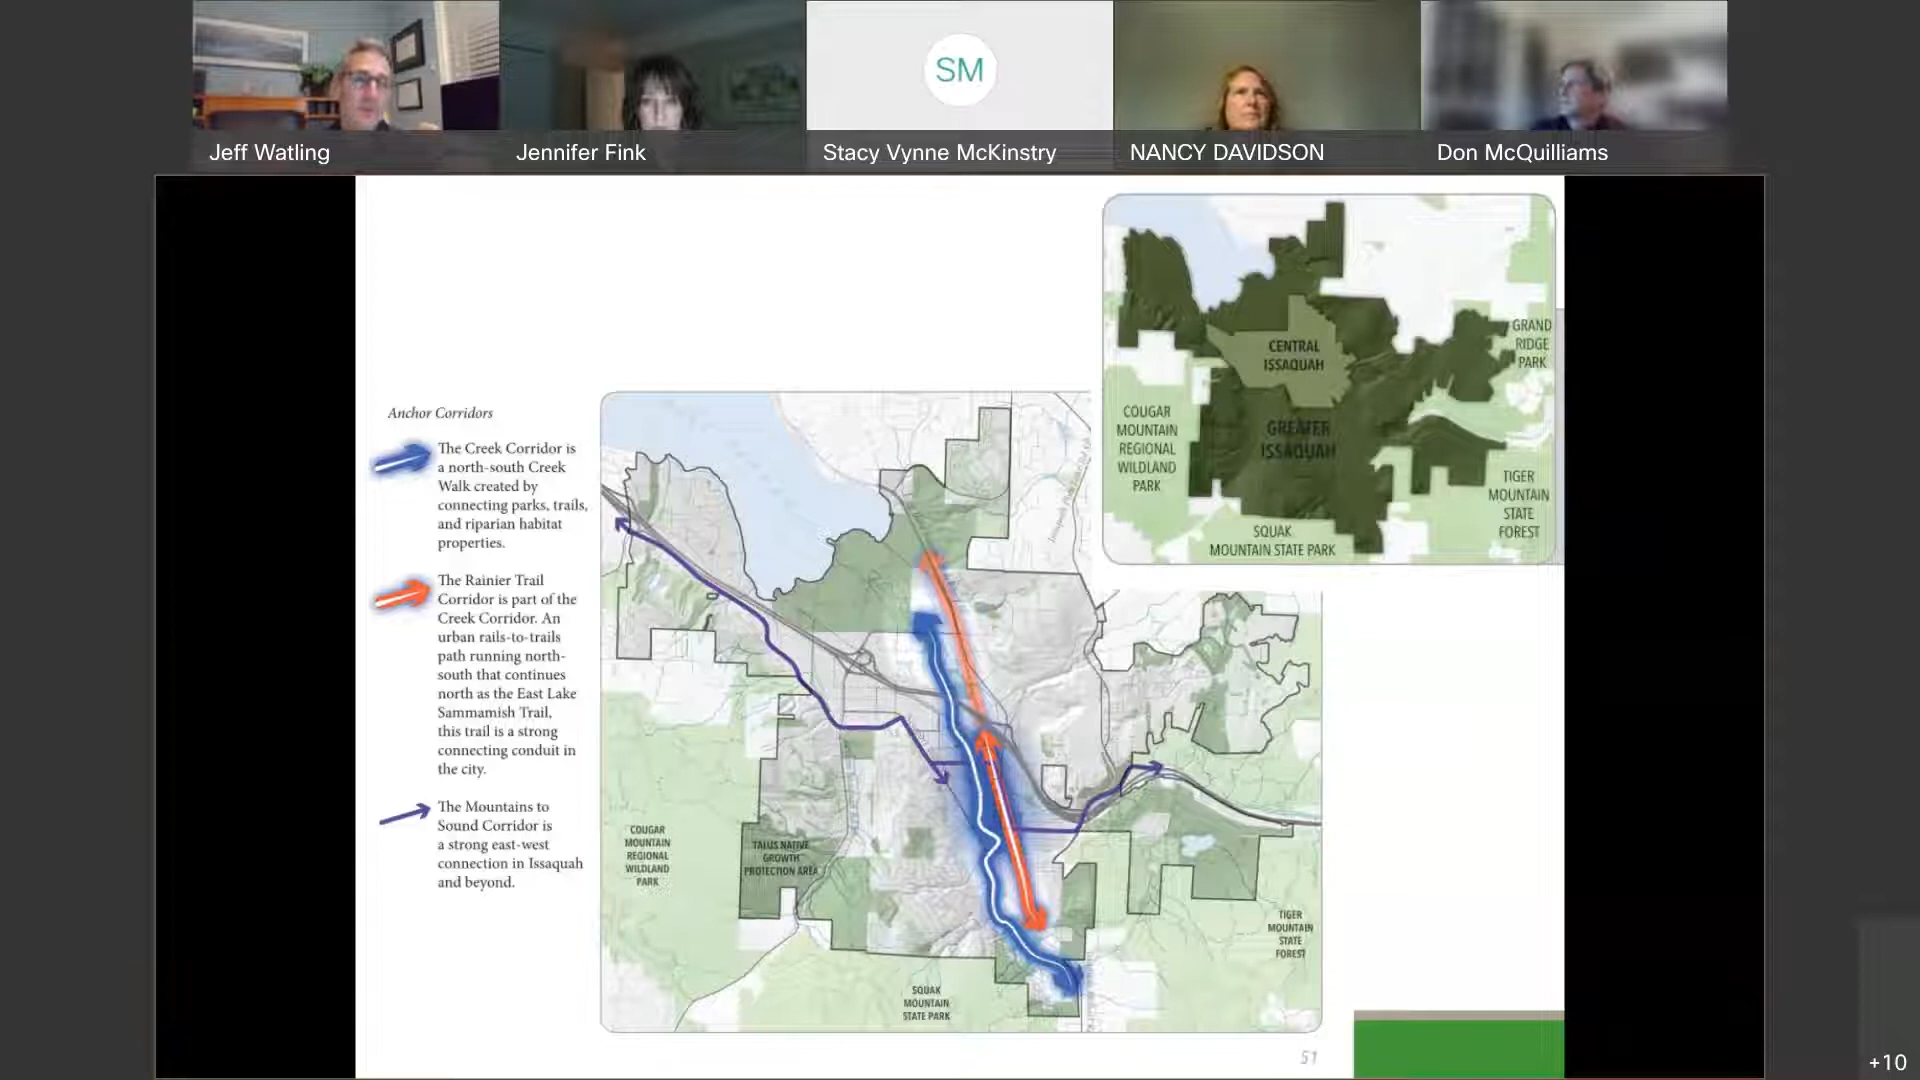 SM
Jeff Watling
Jennifer Fink
Stacy Vynne McKinstry
NANCY DAVIDSON
Don McQuilliams
Anchor Corridors
The Creek Corridor is
a north-south Creek
Walk created by
connecting parks, trails,
and riparian habitat
properties.
The Rainier Trail
Corridor is part of the
Creek Corridor. An
urban rails-to-trails
path running north-
south that continues
north as the East Lake
Sammamish Trail,
this trail is a strong
connecting conduit in
the city.
The Mountains to
Sound Corridor is
a strong east-west
connection in Issaquah
and beyond.
CENTRAL
ISSAQUAH
GREATER
ISSAQUAH
GRAND
RIDGE
PARK
COUGAR
MOUNTAIN
REGIONAL
WILDLAND
PARK
TIGER
MOUNTAIN
STATE
FOREST
SQUAK
MOUNTAIN STATE PARK
COUGAR
MOUNTAIN
REGIONAL
WILDLAND
PARK
TALUS NATIVE
GROWTH
PROTECTION AREA
TIGER
MOUNTAIN
STATE
FOREST
SQUAK
MOUNTAIN
STATE PARK
51
+10